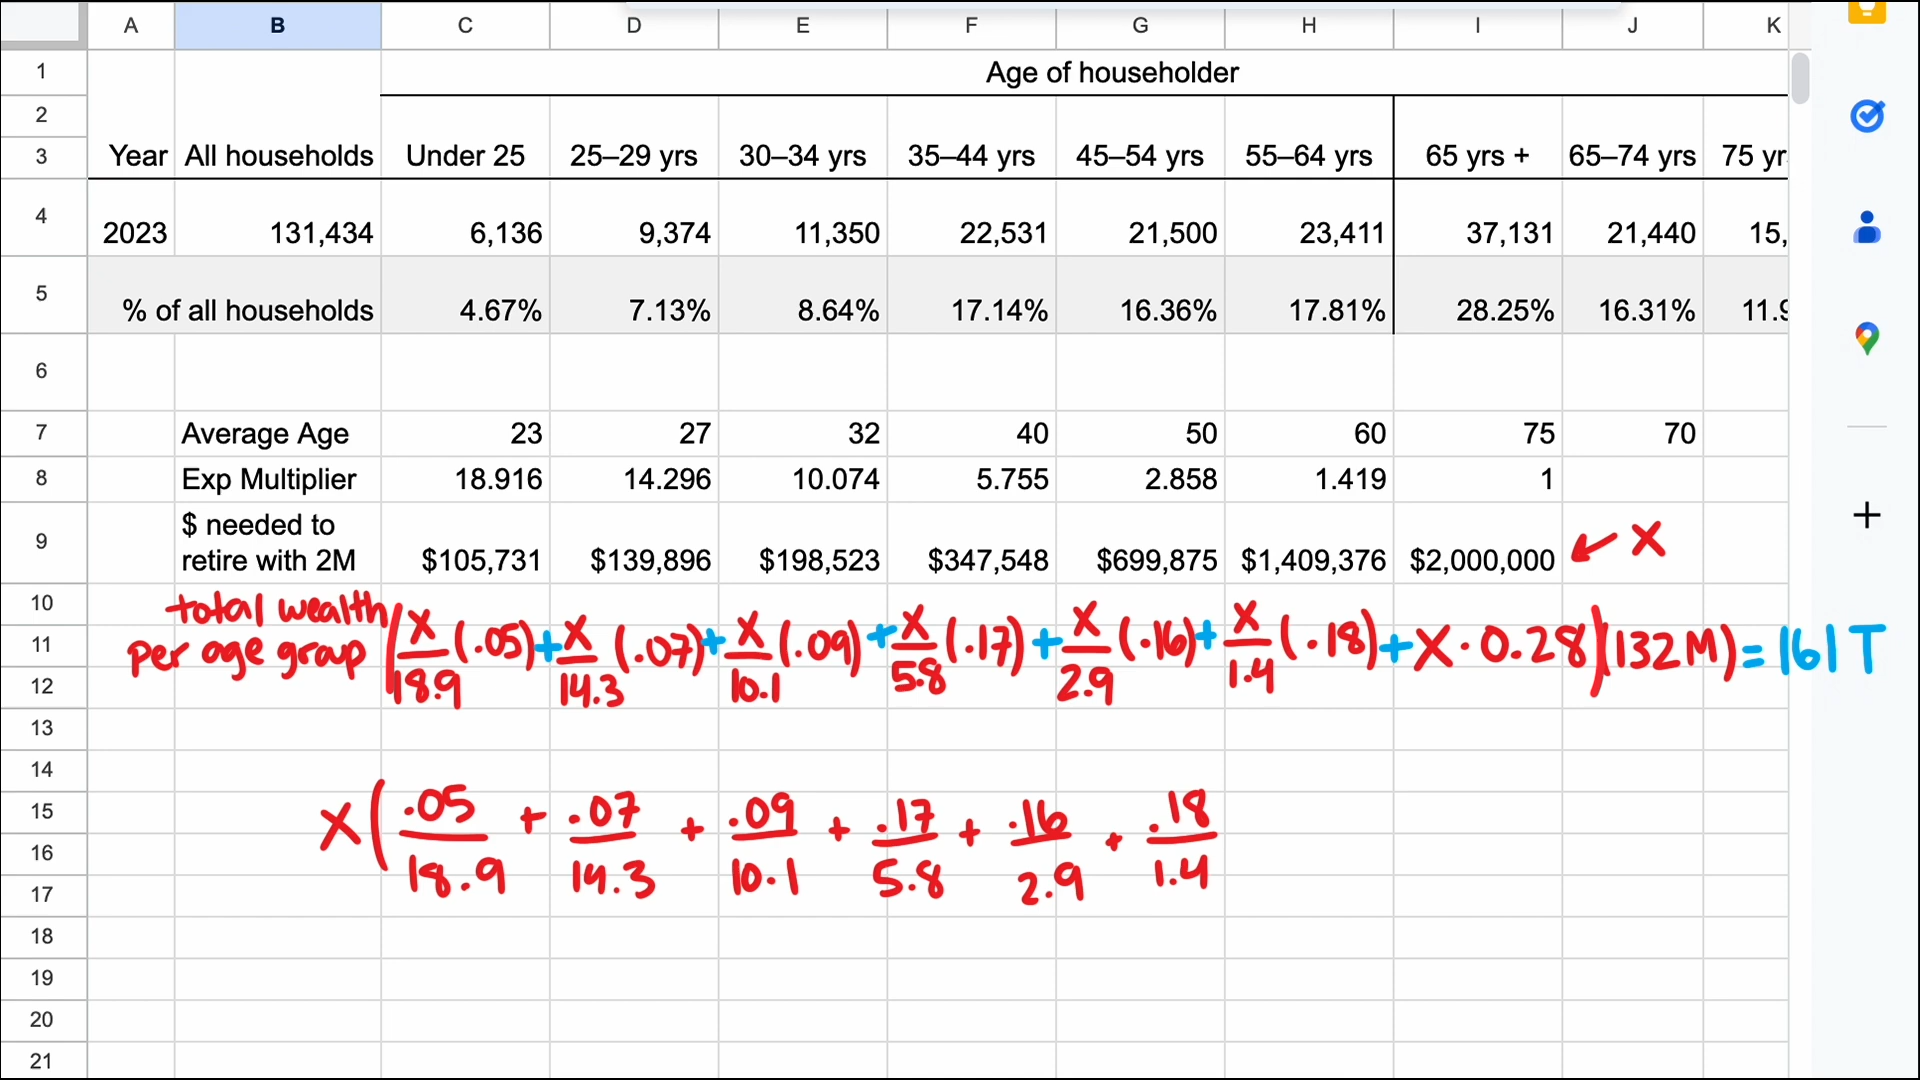 A B C D E F G H I J K
1 Age of householder
2
3 Year All households Under 25 25–29 yrs 30–34 yrs 35–44 yrs 45–54 yrs 55–64 yrs 65 yrs + 65–74 yrs 75 yr
4 2023 131,434 6,136 9,374 11,350 22,531 21,500 23,411 37,131 21,440 15,
5 % of all households 4.67% 7.13% 8.64% 17.14% 16.36% 17.81% 28.25% 16.31% 11.9
6
7 Average Age 23 27 32 40 50 60 75 70
8 Exp Multiplier 18.916 14.296 10.074 5.755 2.858 1.419 1
9 $ needed to
retire with 2M $105,731 $139,896 $198,523 $347,548 $699,875 $1,409,376 $2,000,000 ← X
10 total wealth
11 per age group (X/18.9 (.05) + X/14.3 (.07) + X/10.1 (.09) + X/5.8 (.17) + X/2.9 (.16) + X/1.4 (.18) + X · 0.28)(132M) = 161 T
12
13
14
15 X ( .05/18.9 + .07/14.3 + .09/10.1 + .17/5.8 + .16/2.9 + .18/1.4
16
17
18
19
20
21